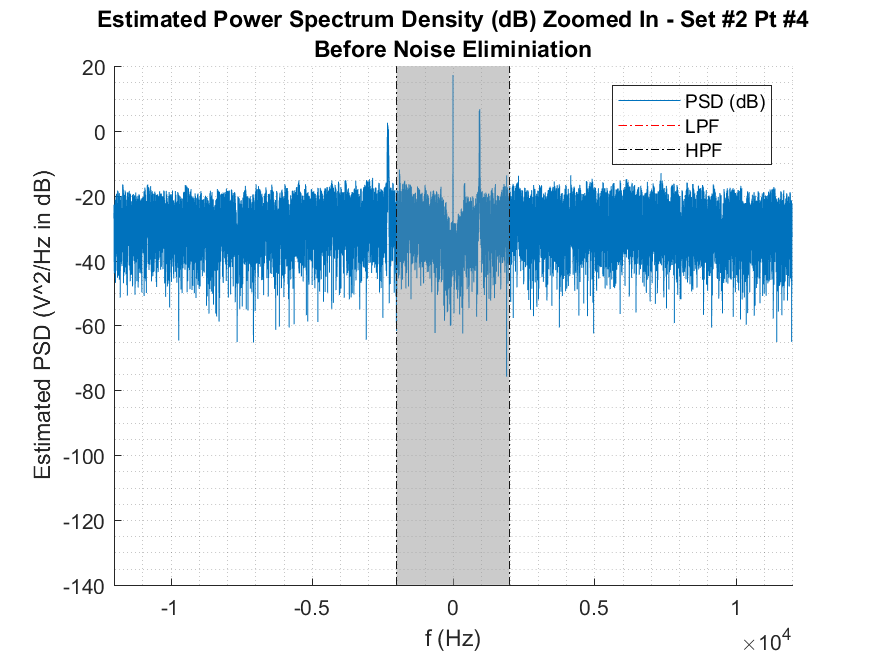 Estimated Power Spectrum Density (dB) Zoomed In - Set #2 Pt #4
Before Noise Eliminiation
PSD (dB)
LPF
HPF
Estimated PSD (V^2/Hz in dB)
20
0
-20
-40
-60
-80
-100
-120
-140
-1
-0.5
0
0.5
1
×10⁴
f (Hz)